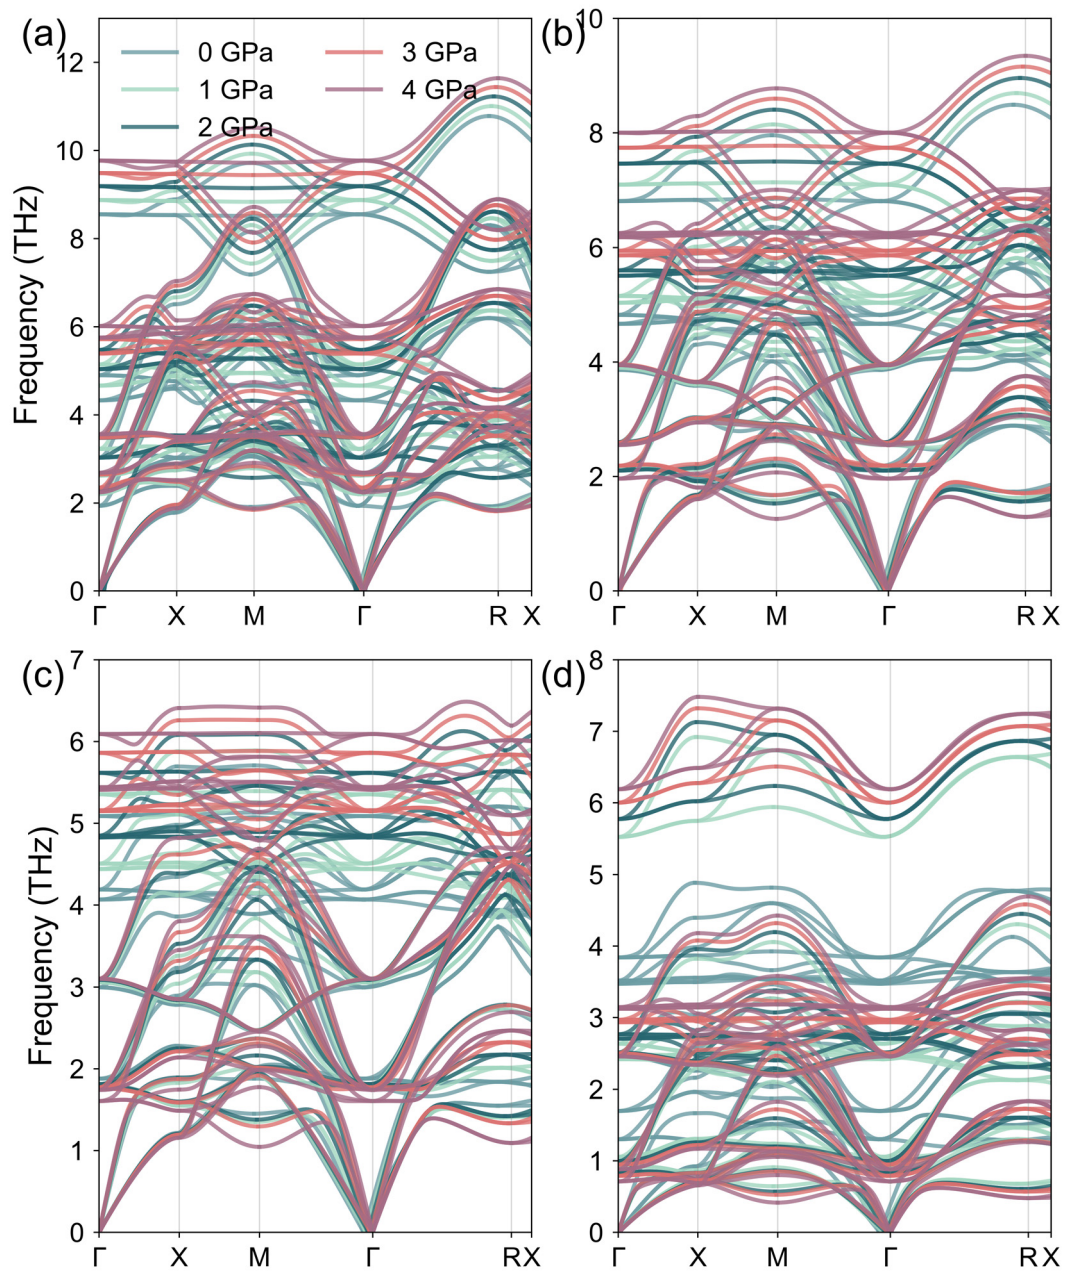 (a)
0 GPa 3 GPa
1 GPa 4 GPa
2 GPa
Frequency (THz)
12
10
8
6
4
2
0
Γ X M Γ R X
(b)
10
8
6
4
2
0
Γ X M Γ R X
(c)
Frequency (THz)
7
6
5
4
3
2
1
0
Γ X M Γ R X
(d)
8
7
6
5
4
3
2
1
0
Γ X M Γ R X